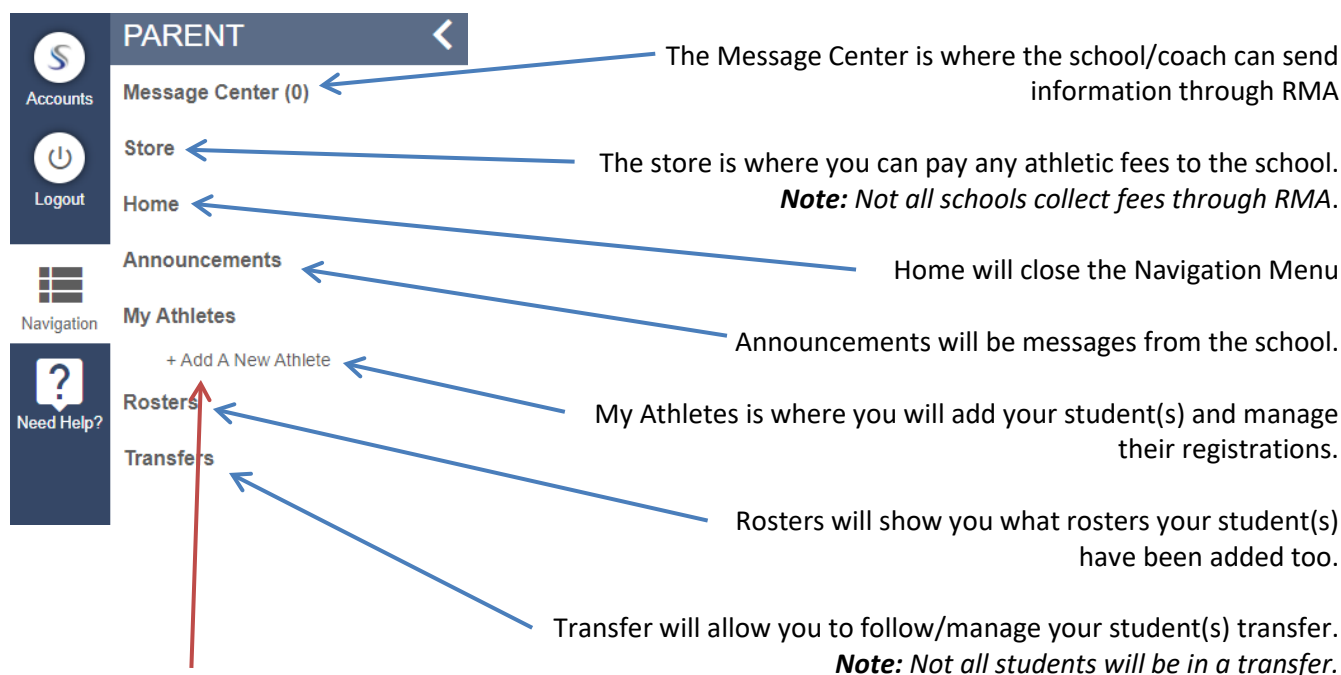 PARENT
Accounts
Message Center (0)
The Message Center is where the school/coach can send
information through RMA
Store
Logout
The store is where you can pay any athletic fees to the school.
Note: Not all schools collect fees through RMA.
Home
Home will close the Navigation Menu
Announcements
Navigation
My Athletes
Announcements will be messages from the school.
+ Add A New Athlete
?
Need Help?
Rosters
My Athletes is where you will add your student(s) and manage
their registrations.
Transfers
Rosters will show you what rosters your student(s)
have been added too.
Transfer will allow you to follow/manage your student(s) transfer.
Note: Not all students will be in a transfer.